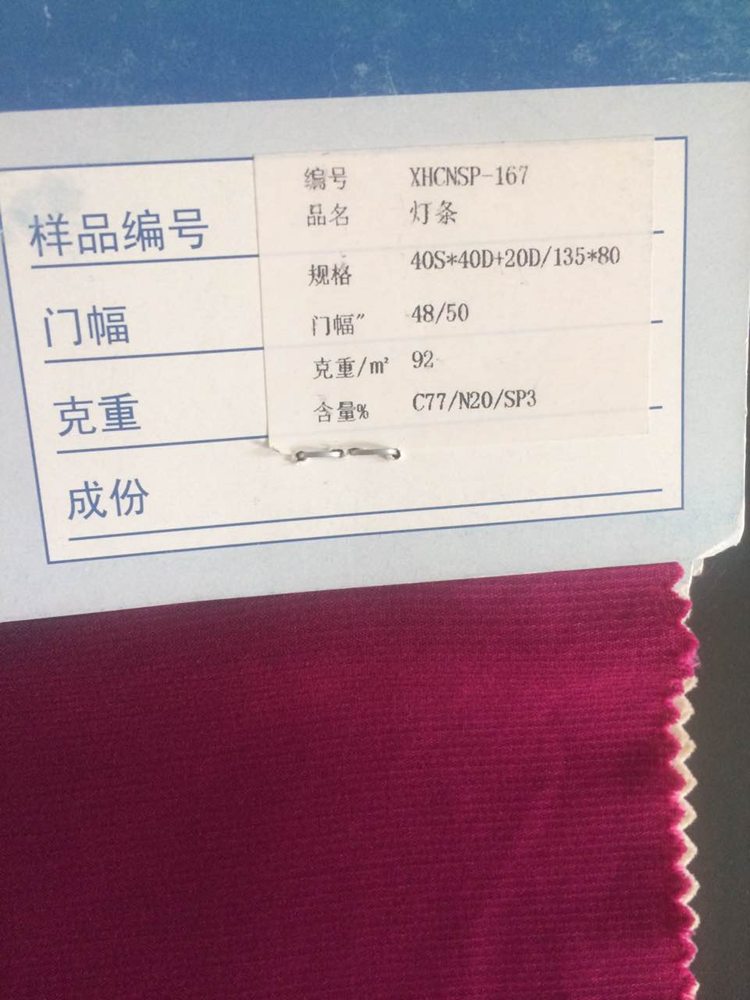 样品编号
门幅
克重
成份
编号 XHCNSP-167
品名 灯条
规格 40S*40D+20D/135*80
门幅" 48/50
克重/㎡ 92
含量% C77/N20/SP3